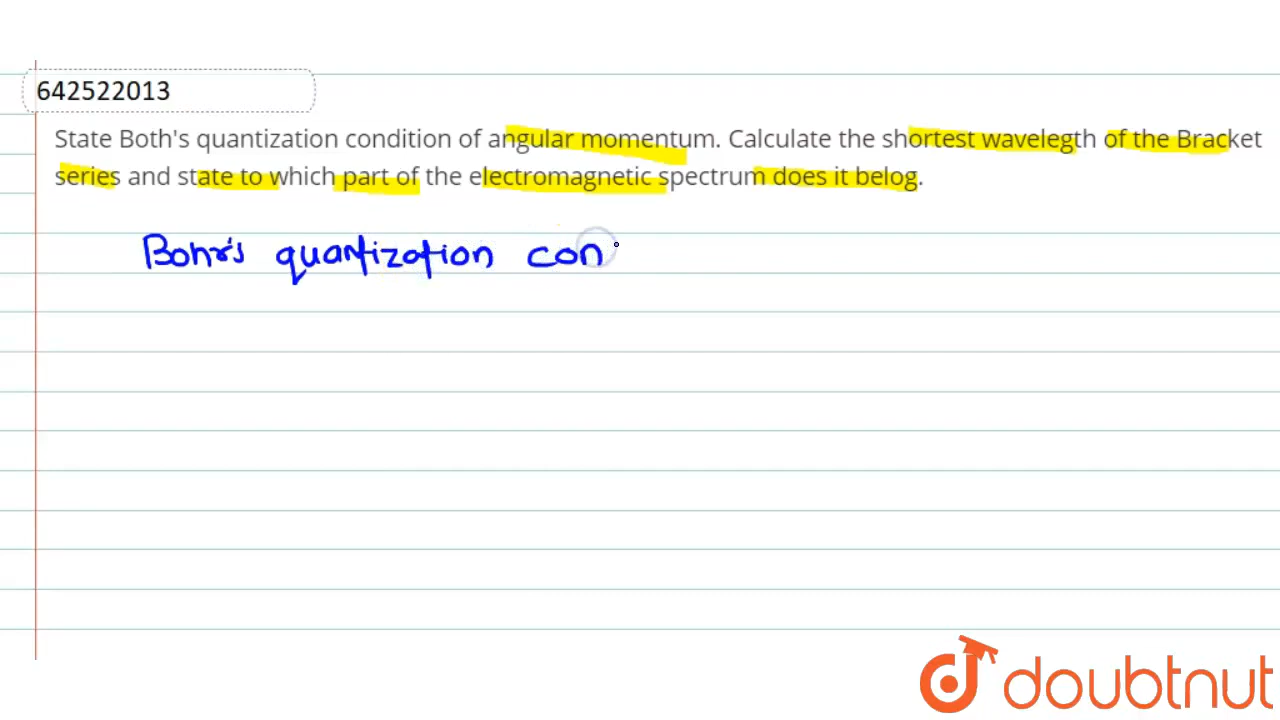 642522013
State Both's quantization condition of angular momentum. Calculate the shortest wavelegth of the Bracket
series and state to which part of the electromagnetic spectrum does it belog.
Bohr's quantization con
doubtnut